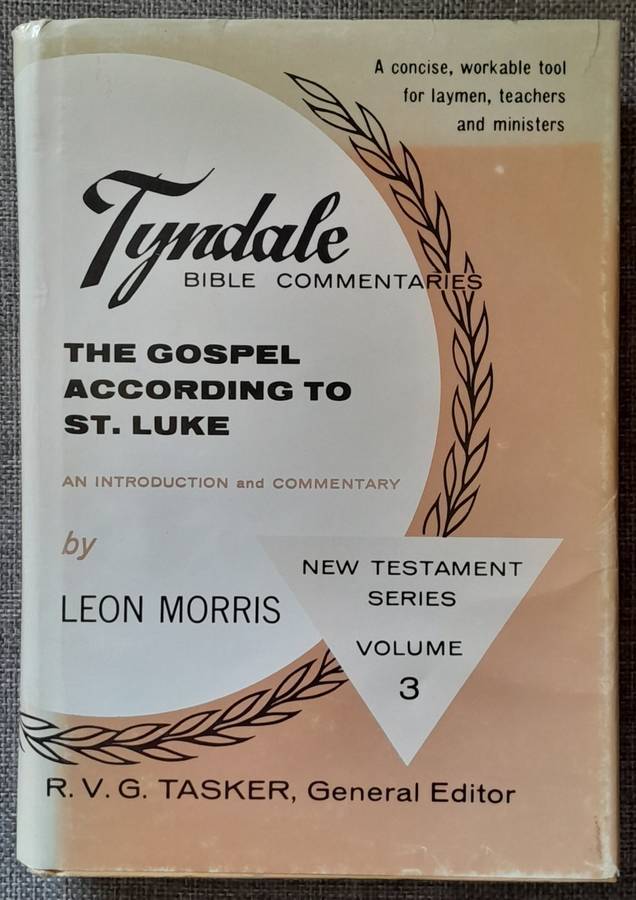 A concise, workable tool
for laymen, teachers
and ministers
Tyndale
BIBLE COMMENTARIES
THE GOSPEL
ACCORDING TO
ST. LUKE
AN INTRODUCTION and COMMENTARY
by
LEON MORRIS
NEW TESTAMENT
SERIES
VOLUME
3
R. V. G. TASKER, General Editor